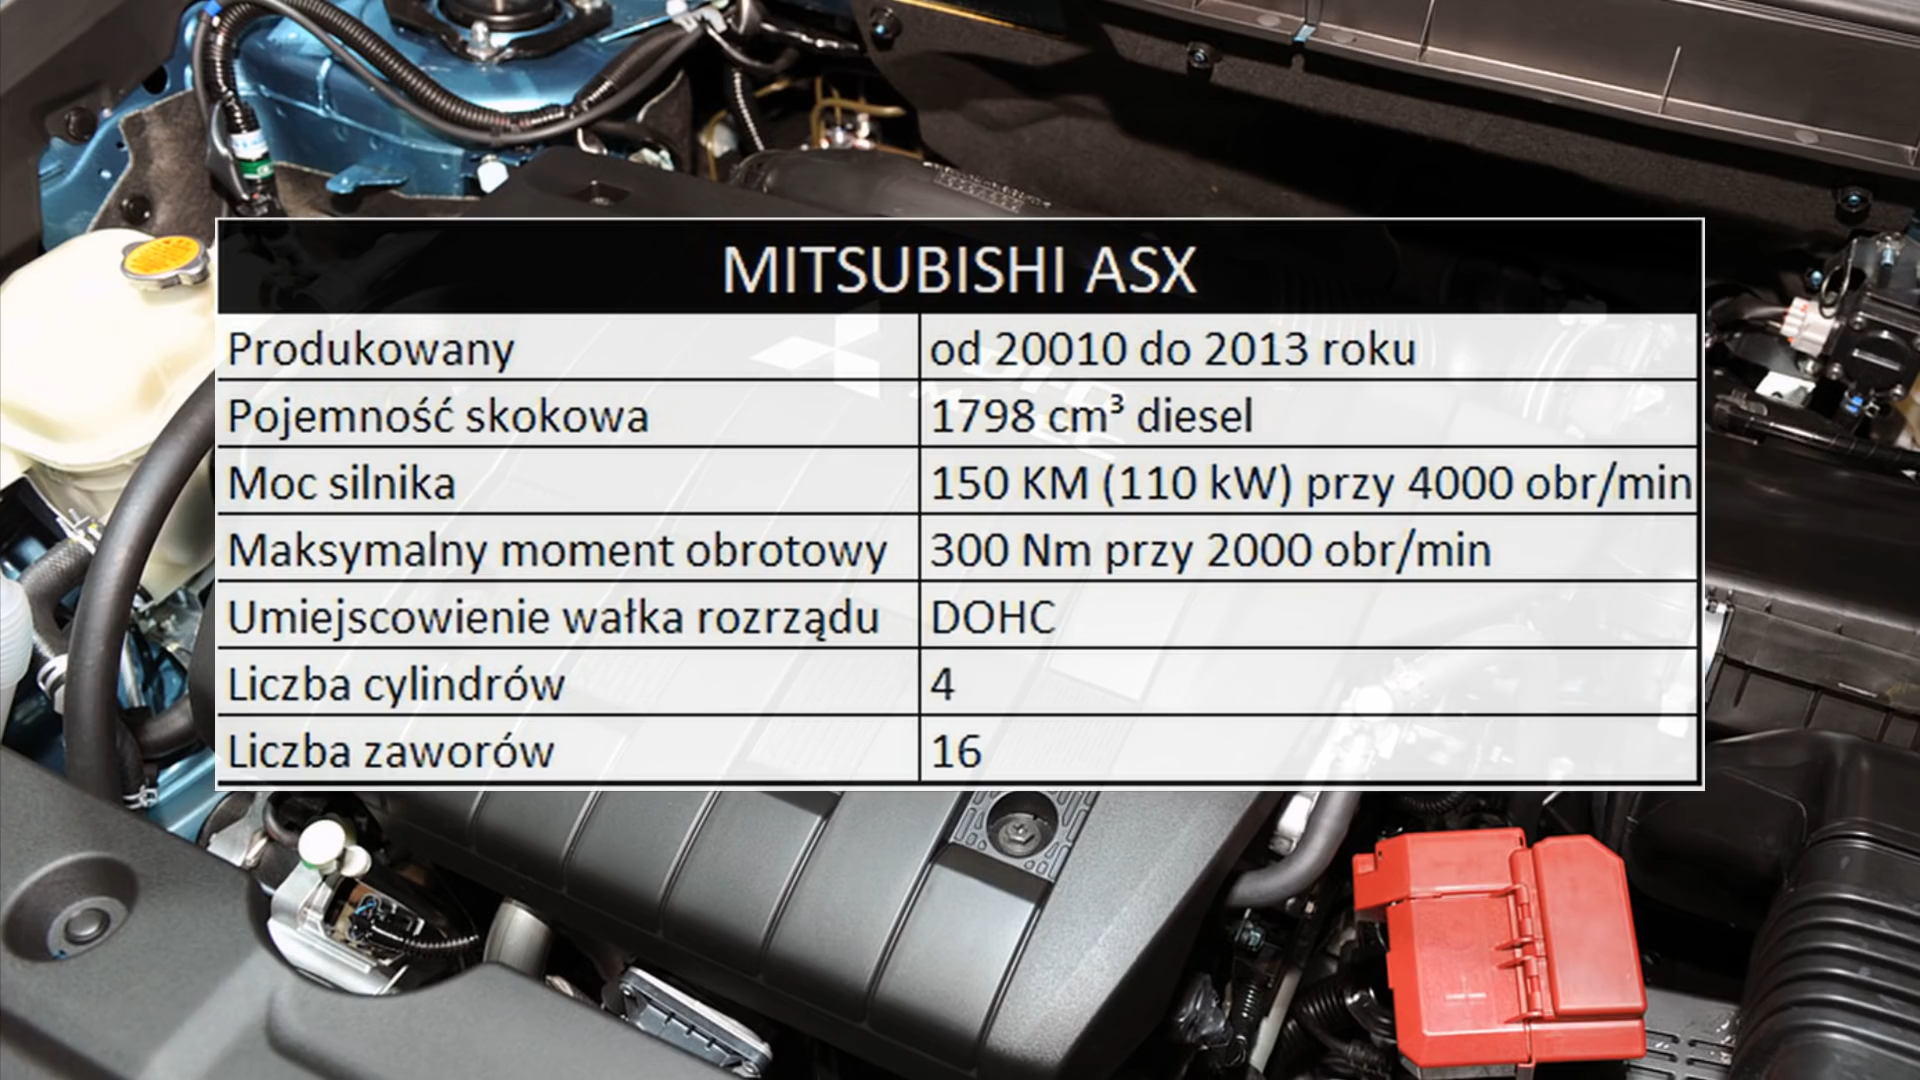 MITSUBISHI ASX
Produkowany od 20010 do 2013 roku
Pojemność skokowa 1798 cm³ diesel
Moc silnika 150 KM (110 kW) przy 4000 obr/min
Maksymalny moment obrotowy 300 Nm przy 2000 obr/min
Umiejscowienie wałka rozrządu DOHC
Liczba cylindrów 4
Liczba zaworów 16